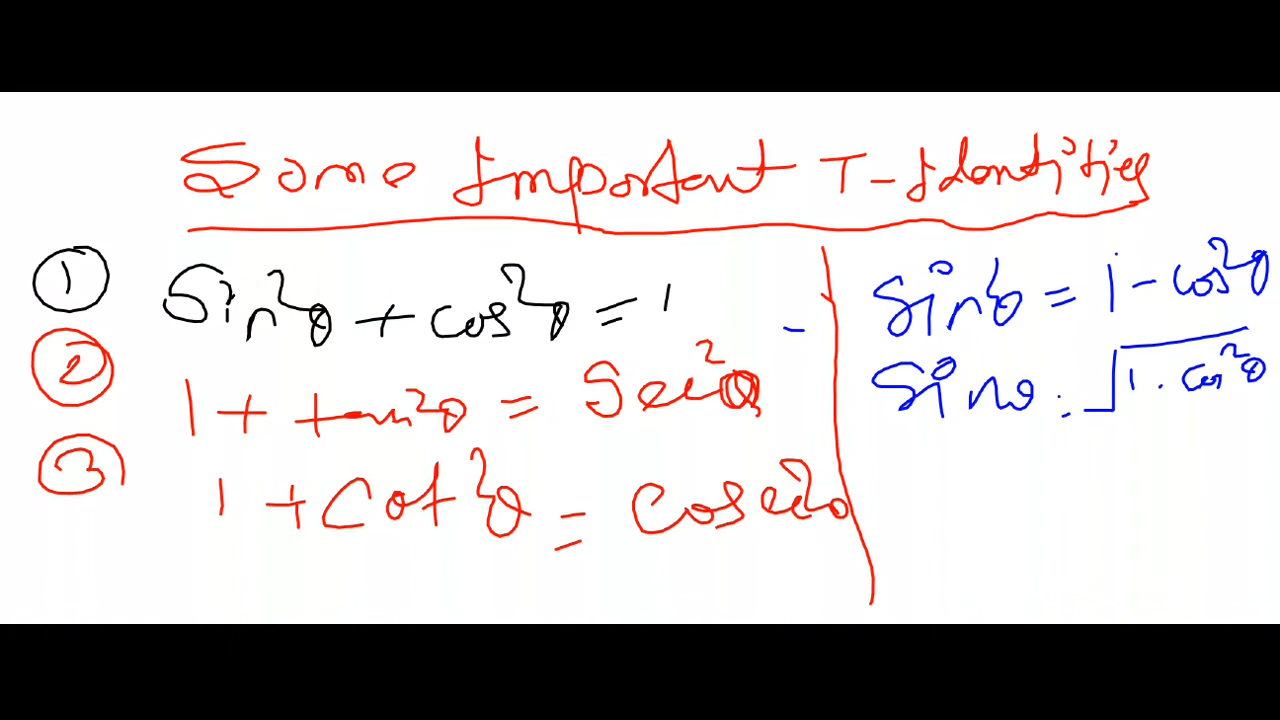 Some Important T-Identities
① Sin²θ + cos²θ = 1
② 1 + tan²θ = Sec²θ
③ 1 + Cot²θ = Cosec²θ
- Sin²θ = 1 - cos²θ
Sinθ = √1 - cos²θ